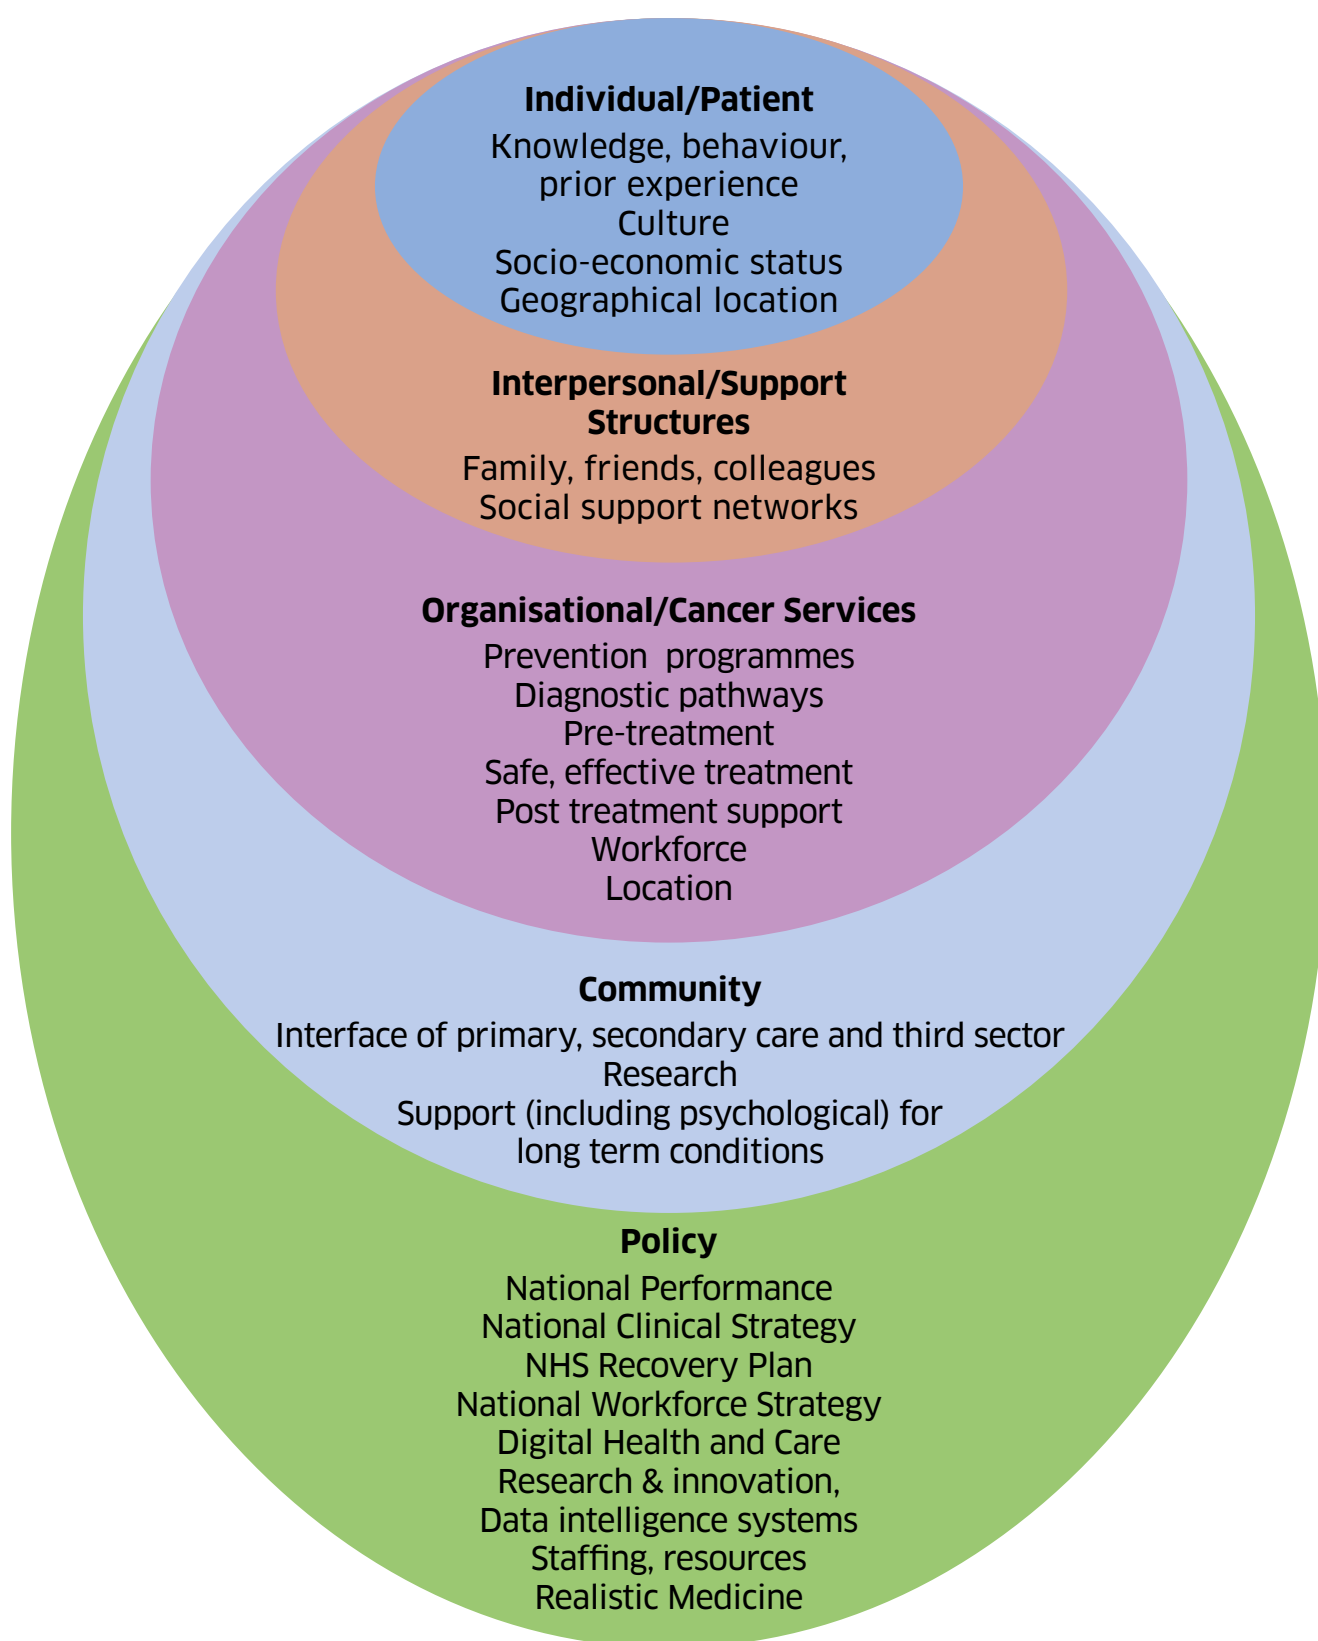 Individual/Patient
Knowledge, behaviour,
prior experience
Culture
Socio-economic status
Geographical location
Interpersonal/Support
Structures
Family, friends, colleagues
Social support networks
Organisational/Cancer Services
Prevention programmes
Diagnostic pathways
Pre-treatment
Safe, effective treatment
Post treatment support
Workforce
Location
Community
Interface of primary, secondary care and third sector
Research
Support (including psychological) for
long term conditions
Policy
National Performance
National Clinical Strategy
NHS Recovery Plan
National Workforce Strategy
Digital Health and Care
Research & innovation,
Data intelligence systems
Staffing, resources
Realistic Medicine